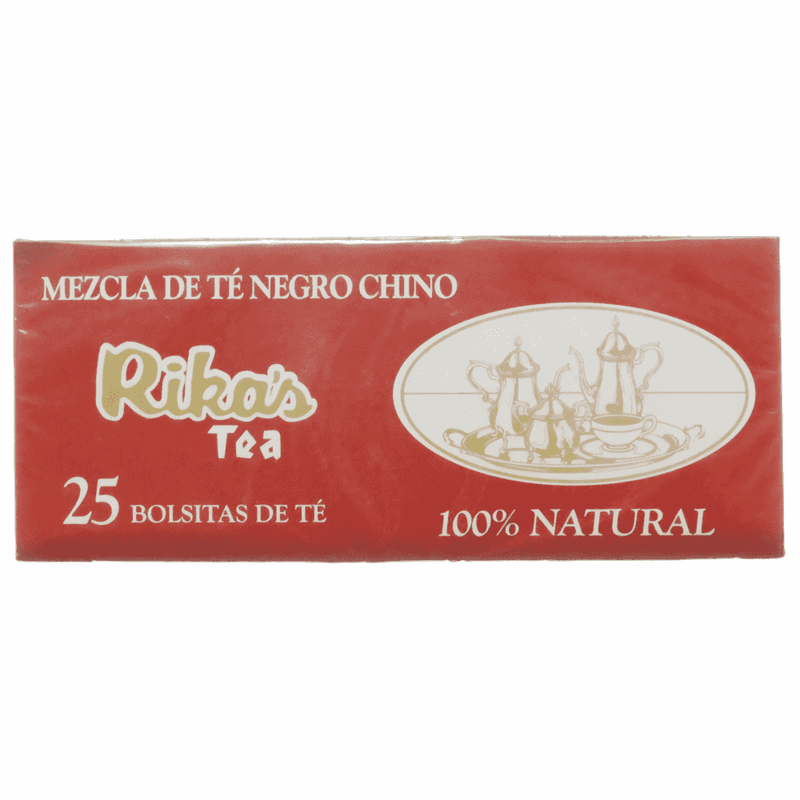 MEZCLA DE TÉ NEGRO CHINO
Rika's
Tea
25 BOLSITAS DE TÉ
100% NATURAL